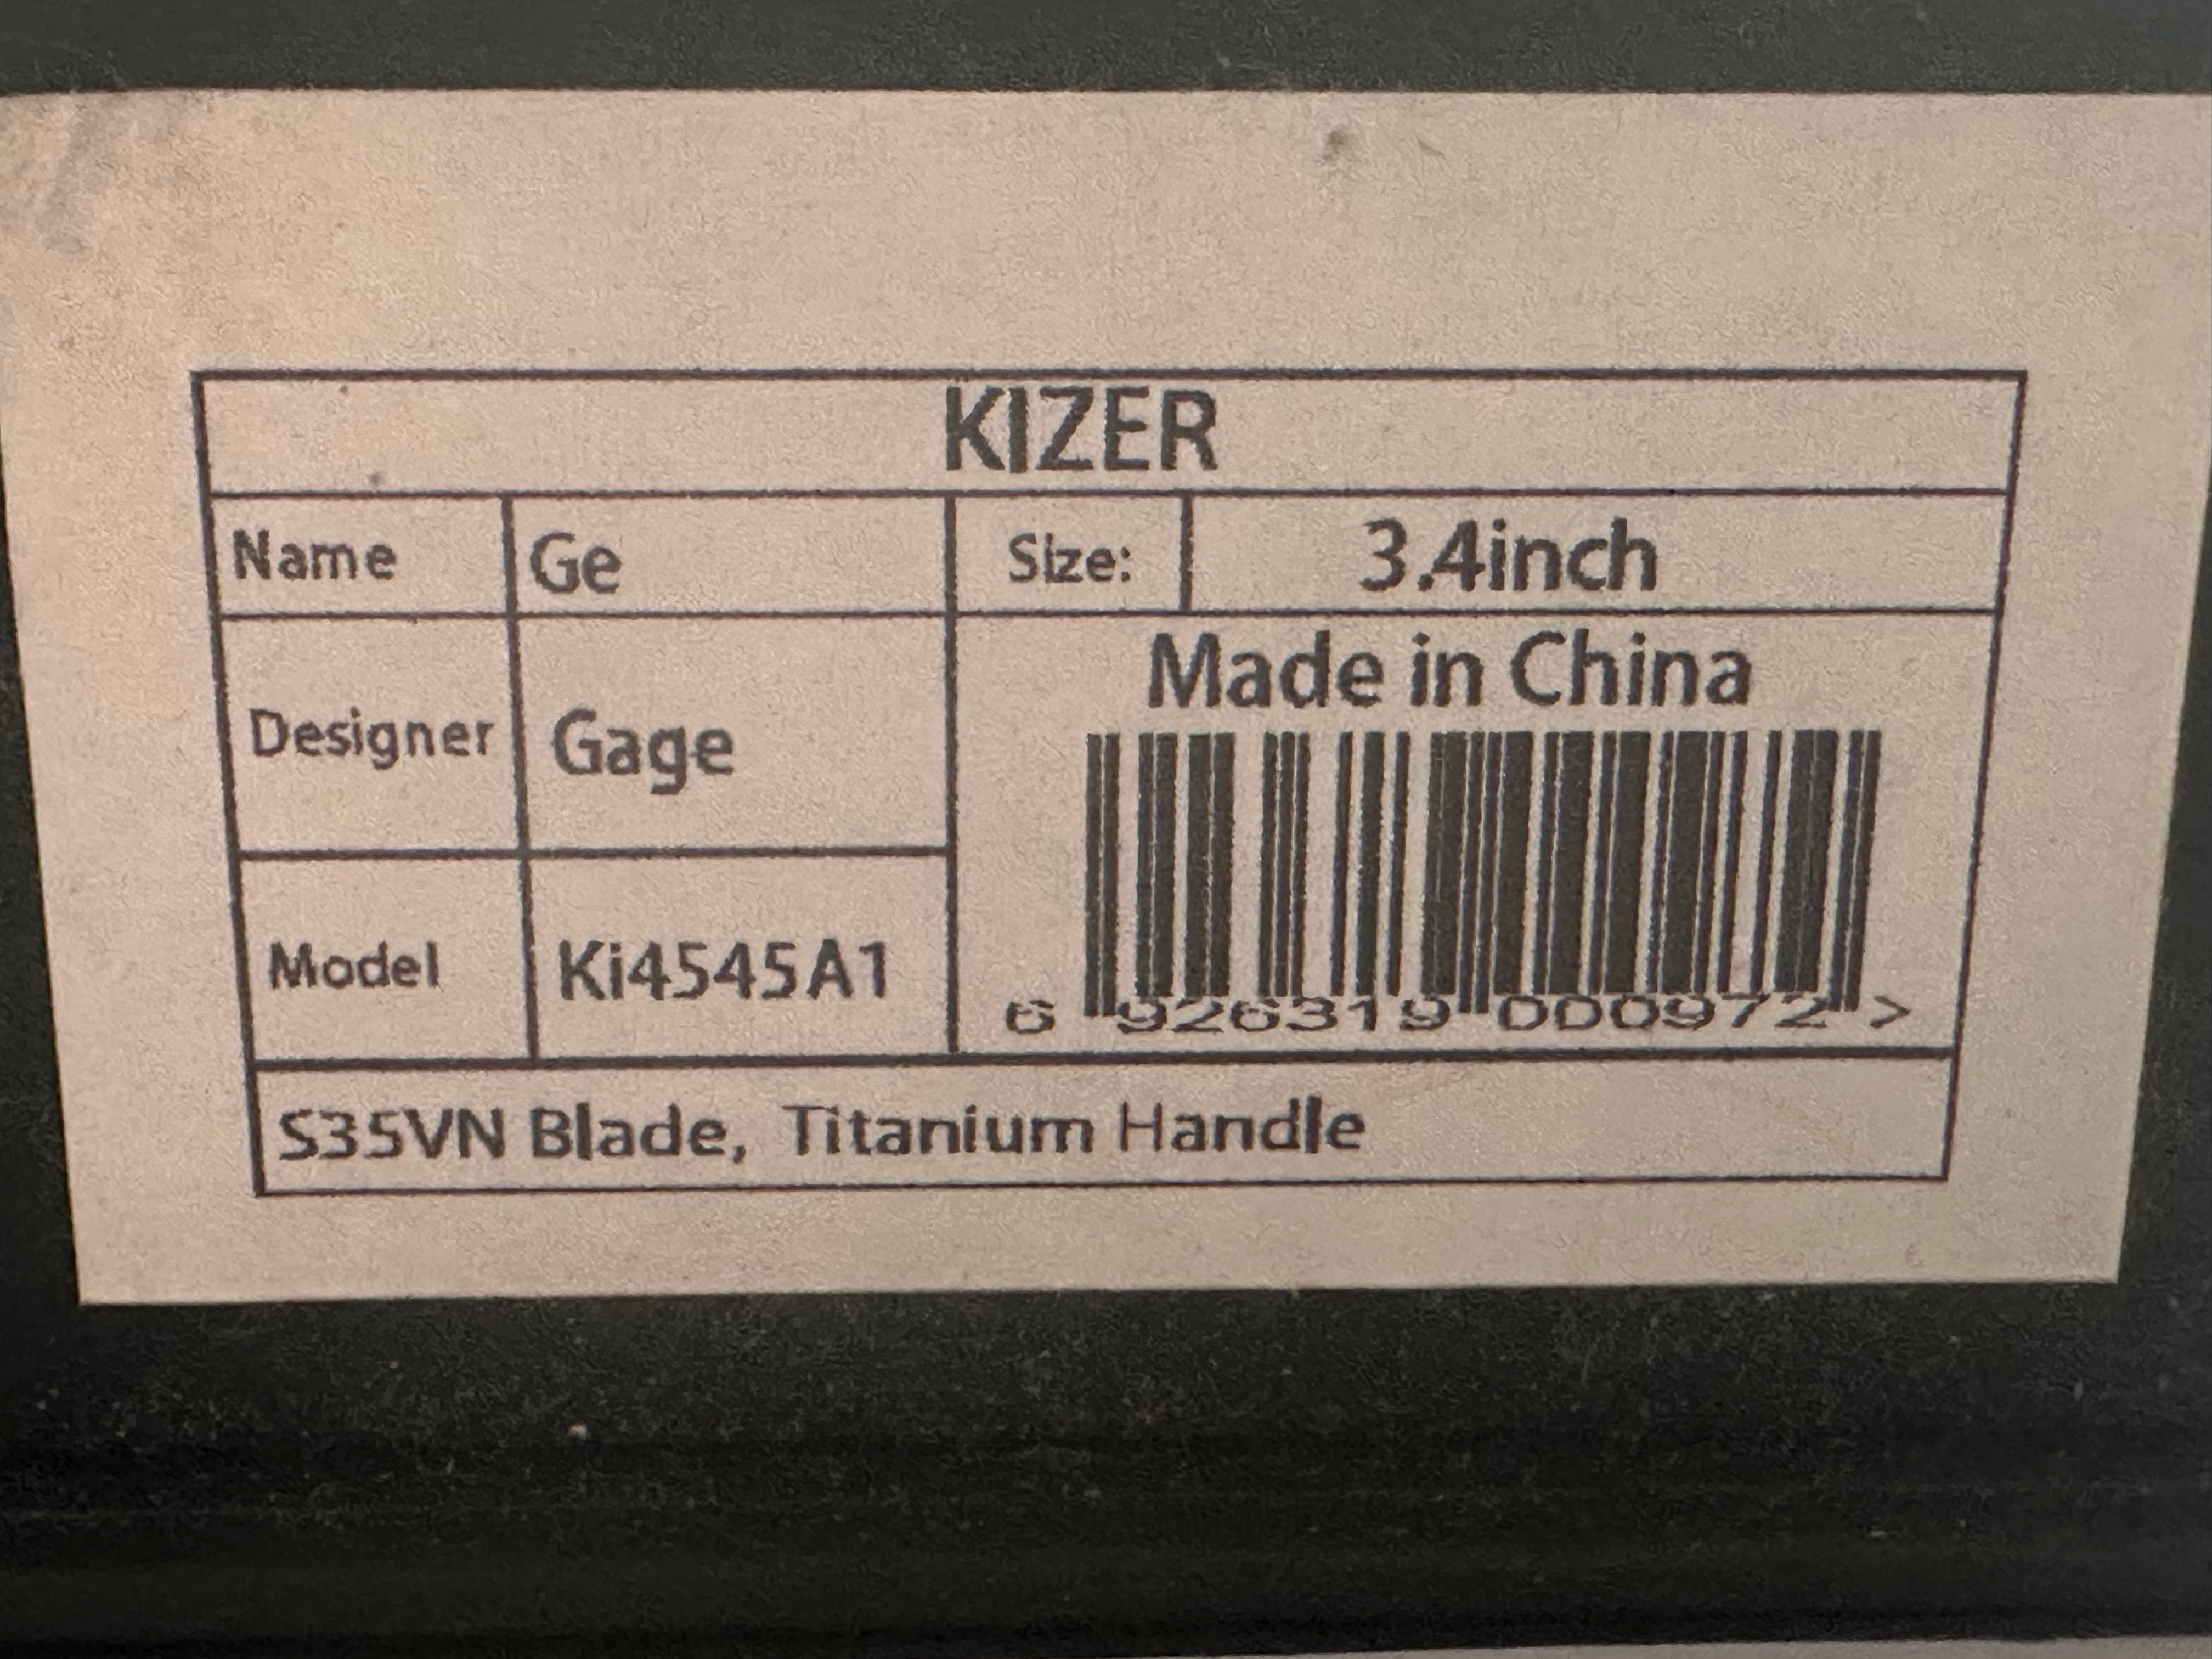 KIZER
Name Ge Size: 3.4inch
Made in China
Designer Gage
Model Ki4545A1
6 926319 000972 >
S35VN Blade, Titanium Handle